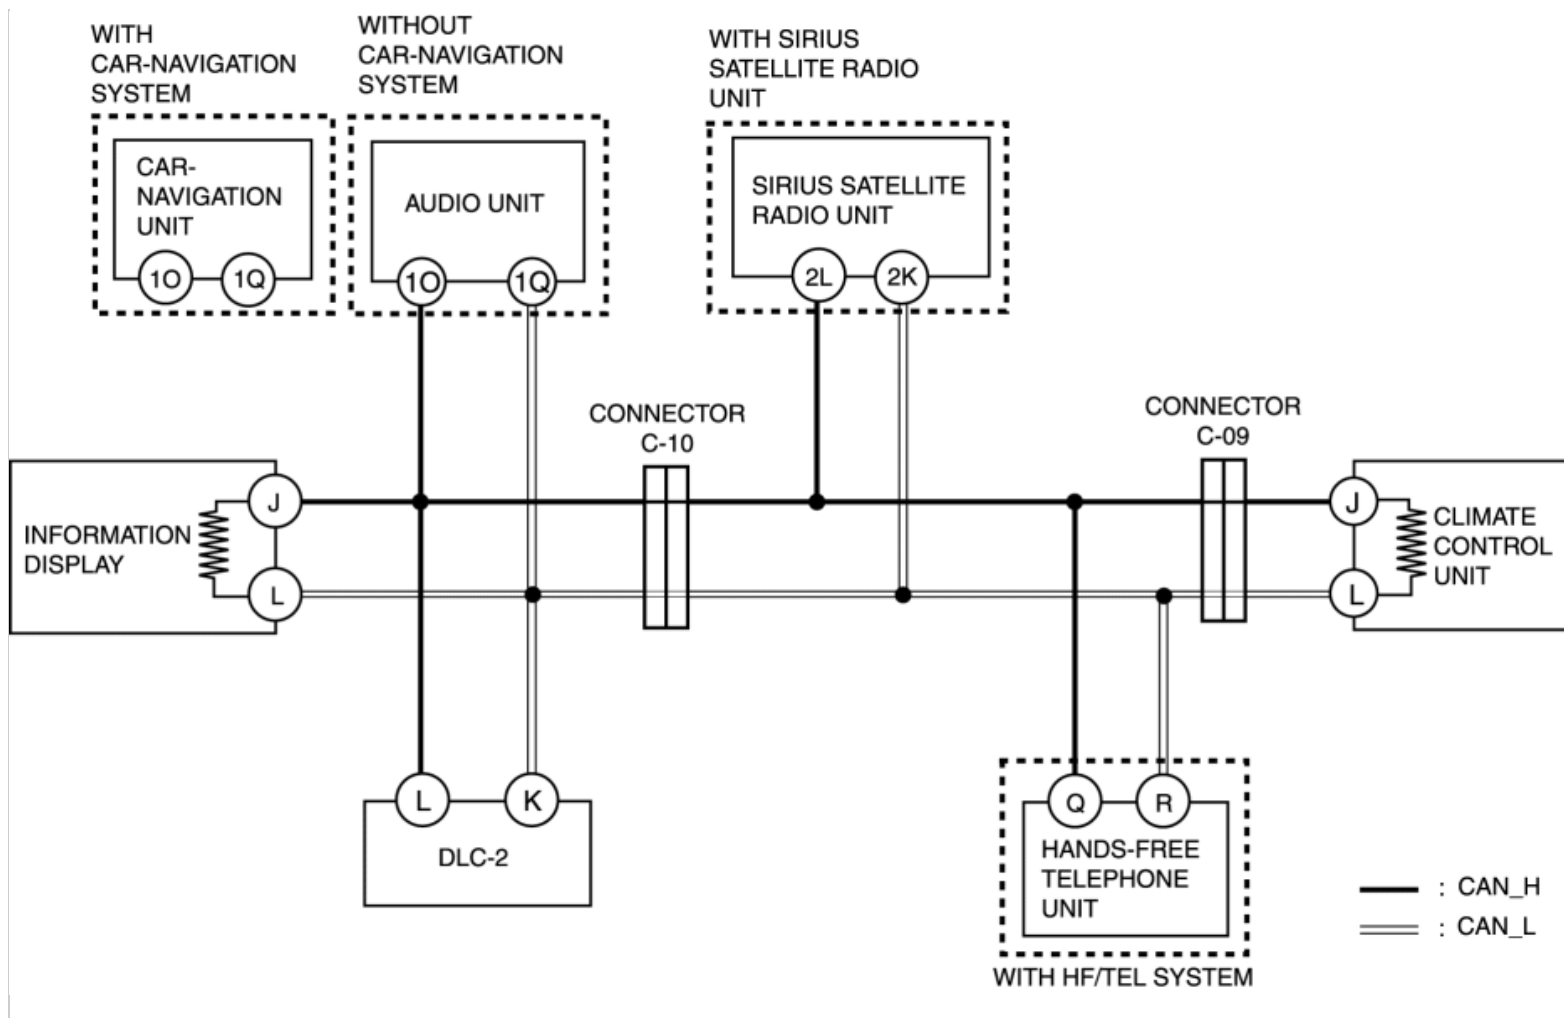 WITH
CAR-NAVIGATION
SYSTEM
WITHOUT
CAR-NAVIGATION
SYSTEM
WITH SIRIUS
SATELLITE RADIO
UNIT
CAR-
NAVIGATION
UNIT
1O
1Q
AUDIO UNIT
1O
1Q
SIRIUS SATELLITE
RADIO UNIT
2L
2K
CONNECTOR
C-10
CONNECTOR
C-09
INFORMATION
DISPLAY
J
L
J
L
CLIMATE
CONTROL
UNIT
L
K
DLC-2
Q
R
HANDS-FREE
TELEPHONE
UNIT
WITH HF/TEL SYSTEM
: CAN_H
: CAN_L